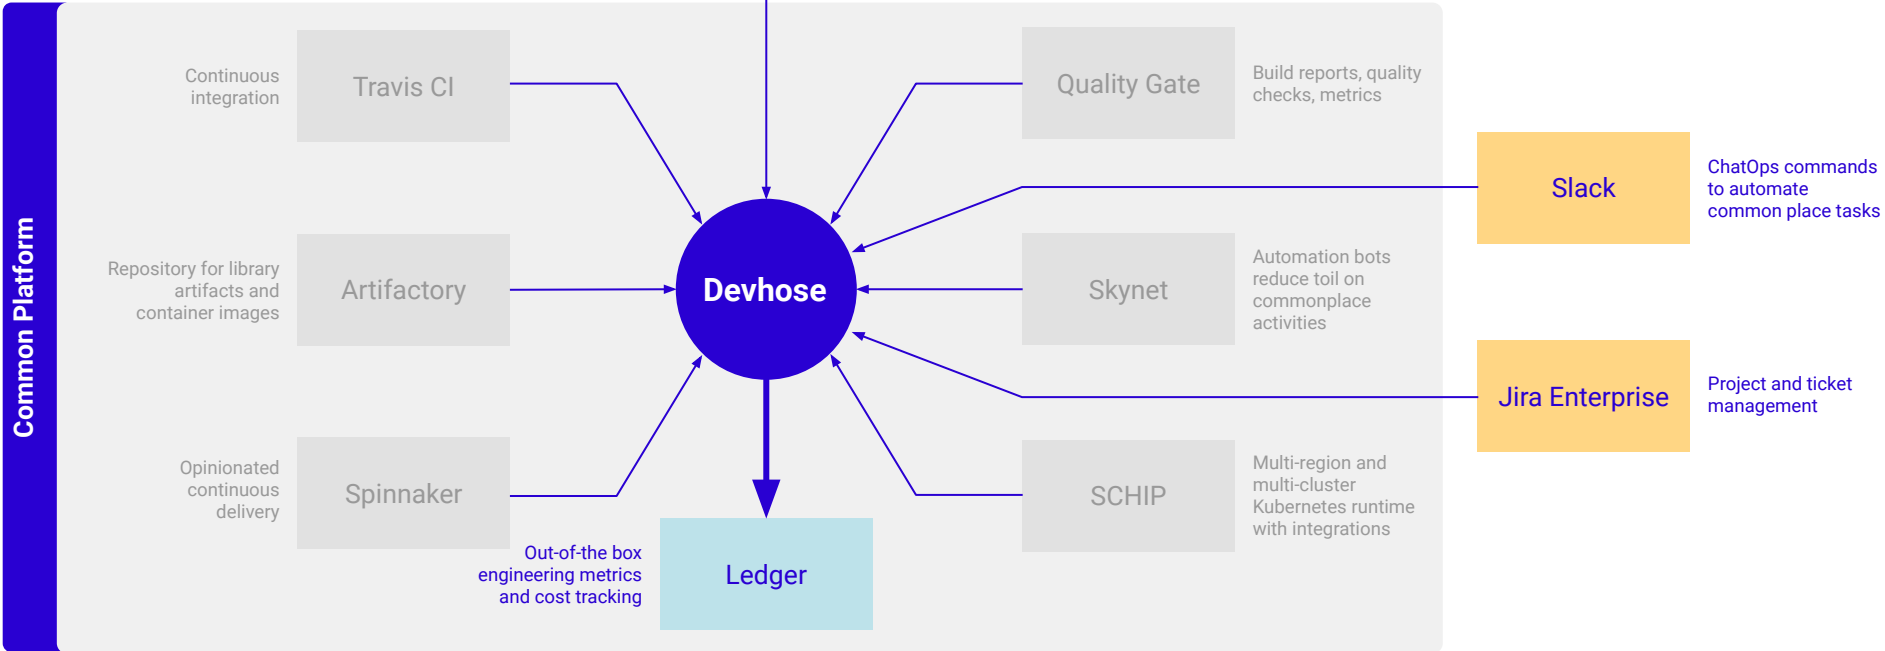 Common Platform
Continuous
integration
Travis CI
Quality Gate
Build reports, quality
checks, metrics
Slack
ChatOps commands
to automate
common place tasks
Repository for library
artifacts and
container images
Artifactory
Devhose
Skynet
Automation bots
reduce toil on
commonplace
activities
Jira Enterprise
Project and ticket
management
Opinionated
continuous
delivery
Spinnaker
SCHIP
Multi-region and
multi-cluster
Kubernetes runtime
with integrations
Out-of-the box
engineering metrics
and cost tracking
Ledger